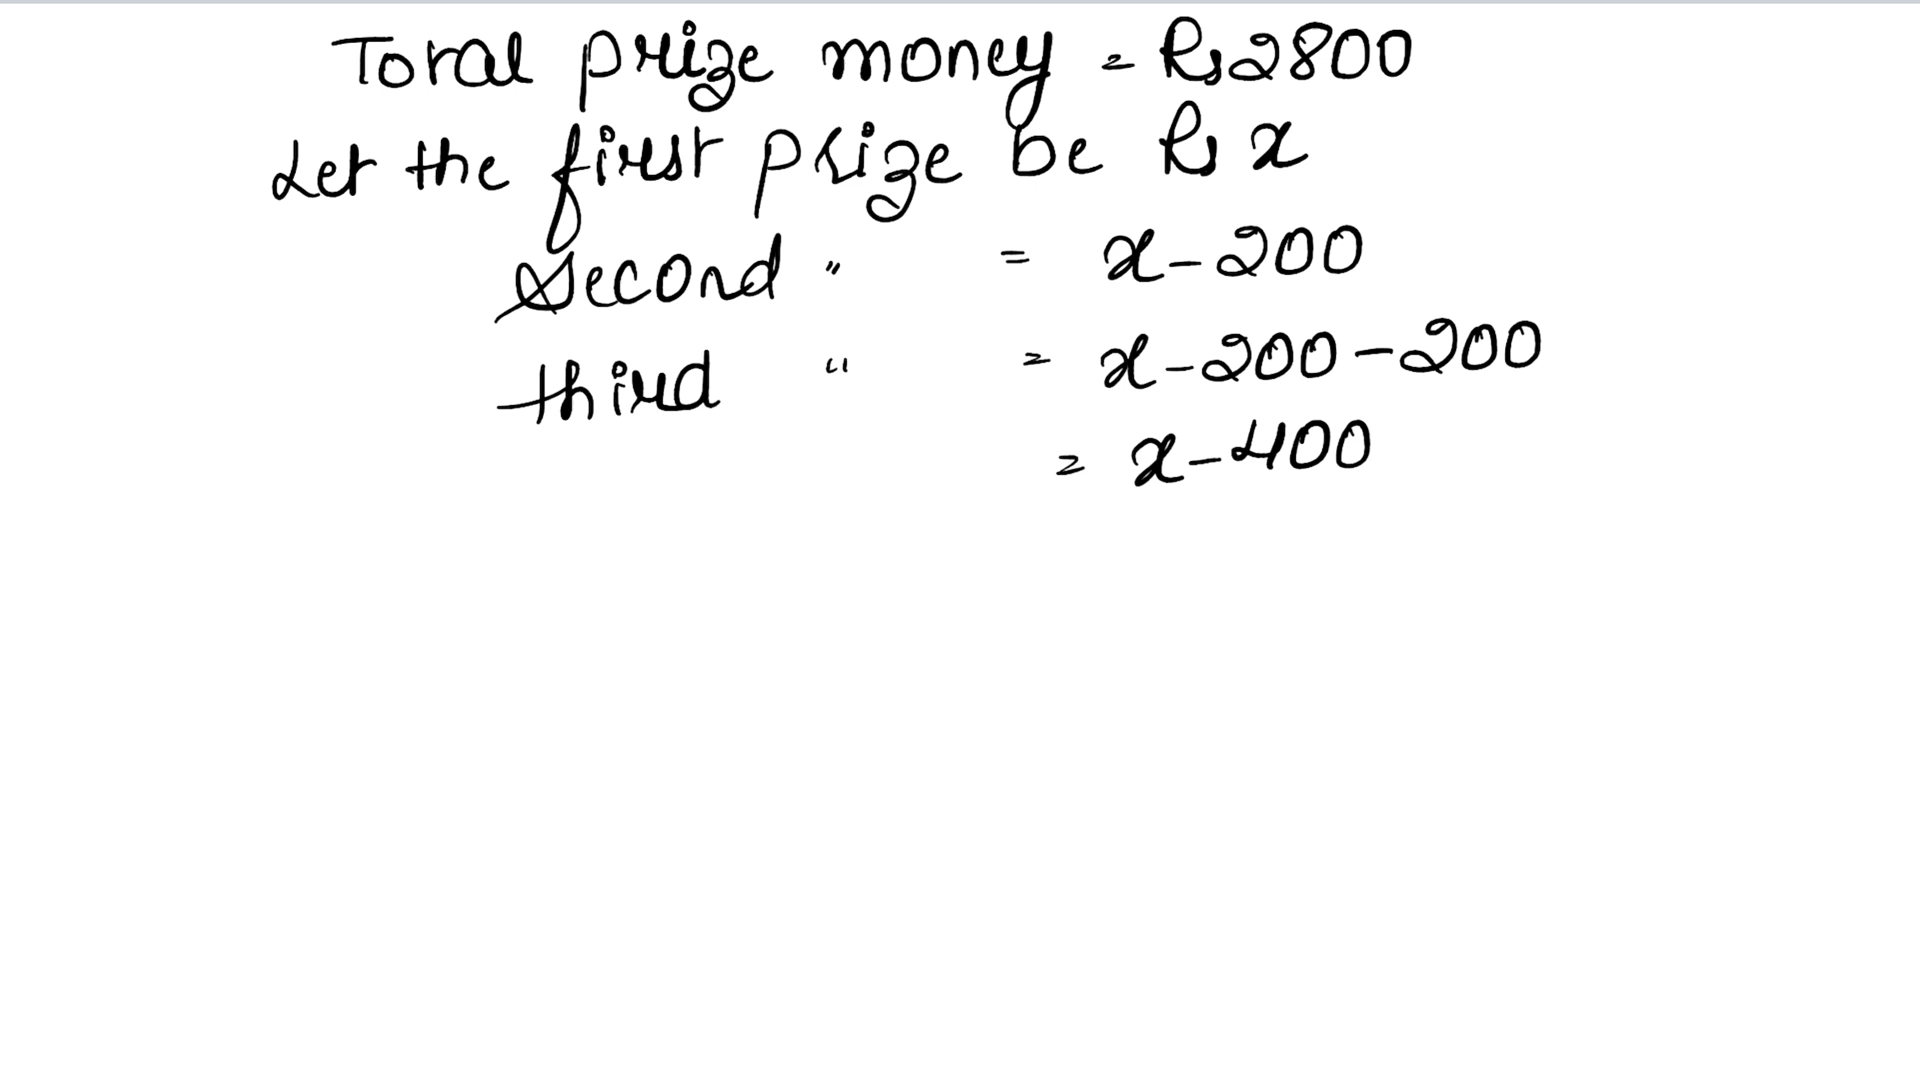 Total prize money = Rs 2800
Let the first prize be Rs x
Second " = x-200
third " = x-200-200
= x-400